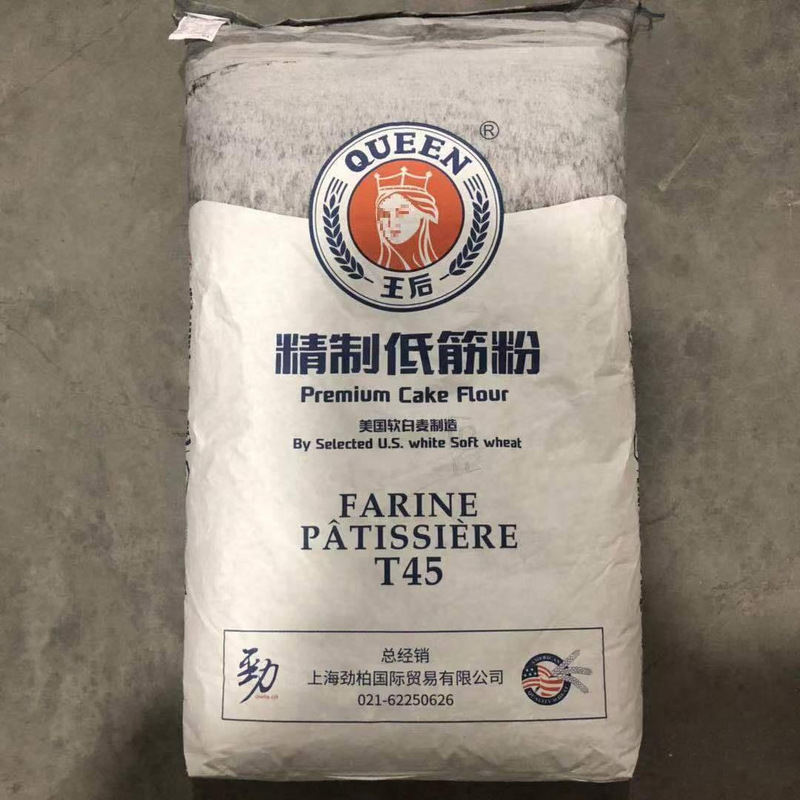 QUEEN
®
王后
精制低筋粉
Premium Cake Flour
美国软白麦制造
By Selected U.S. white Soft wheat
FARINE
PÂTISSIÈRE
T45
劲
总经销
上海劲柏国际贸易有限公司
021-62250626
AMERICAN